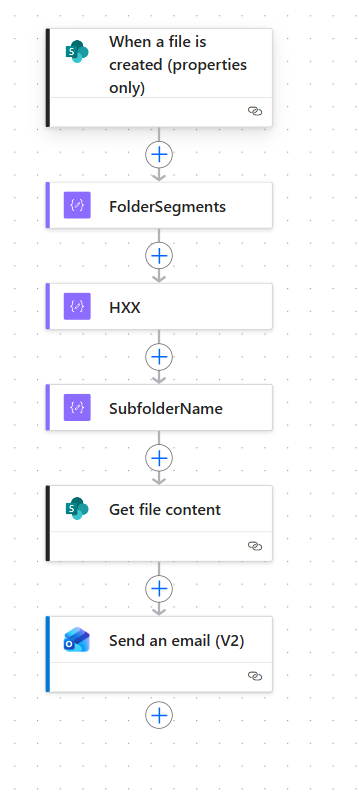 When a file is
created (properties
only)
FolderSegments
HXX
SubfolderName
Get file content
Send an email (V2)